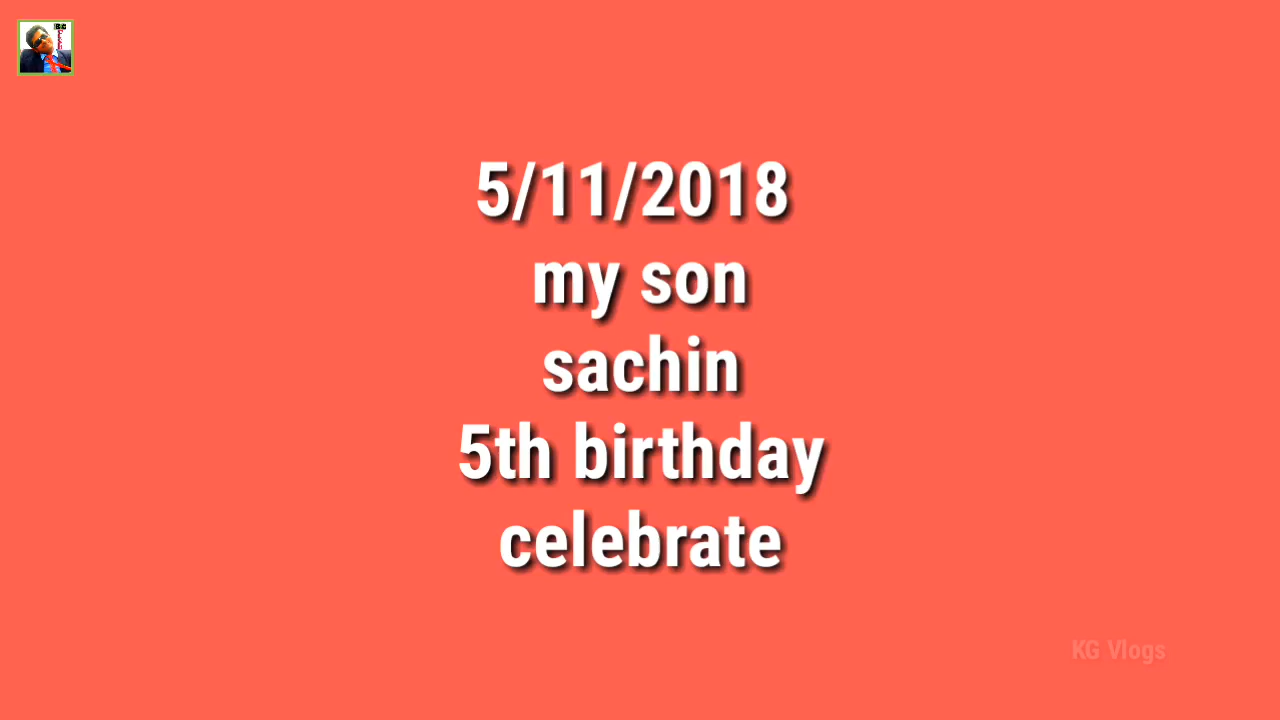 5/11/2018
my son
sachin
5th birthday
celebrate
KG Vlogs